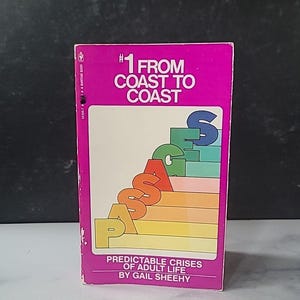 #1 FROM
COAST TO
COAST
PASSAGES
PREDICTABLE CRISES
OF ADULT LIFE
BY GAIL SHEEHY